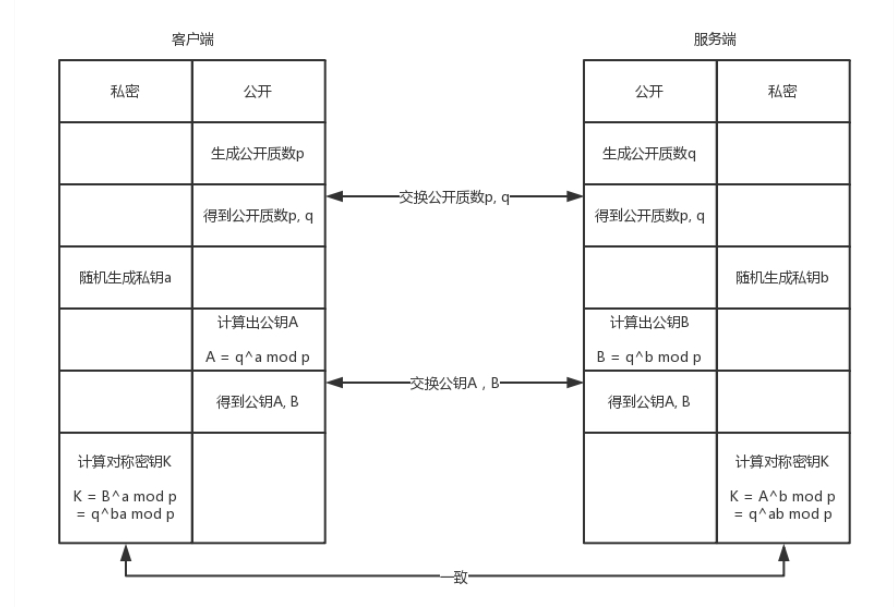 客户端
服务端
私密
公开
公开
私密
生成公开质数p
生成公开质数q
交换公开质数p, q
得到公开质数p, q
得到公开质数p, q
随机生成私钥a
随机生成私钥b
计算出公钥A
A = q^a mod p
计算出公钥B
B = q^b mod p
交换公钥A , B
得到公钥A, B
得到公钥A, B
计算对称密钥K
K = B^a mod p
= q^ba mod p
计算对称密钥K
K = A^b mod p
= q^ab mod p
一致